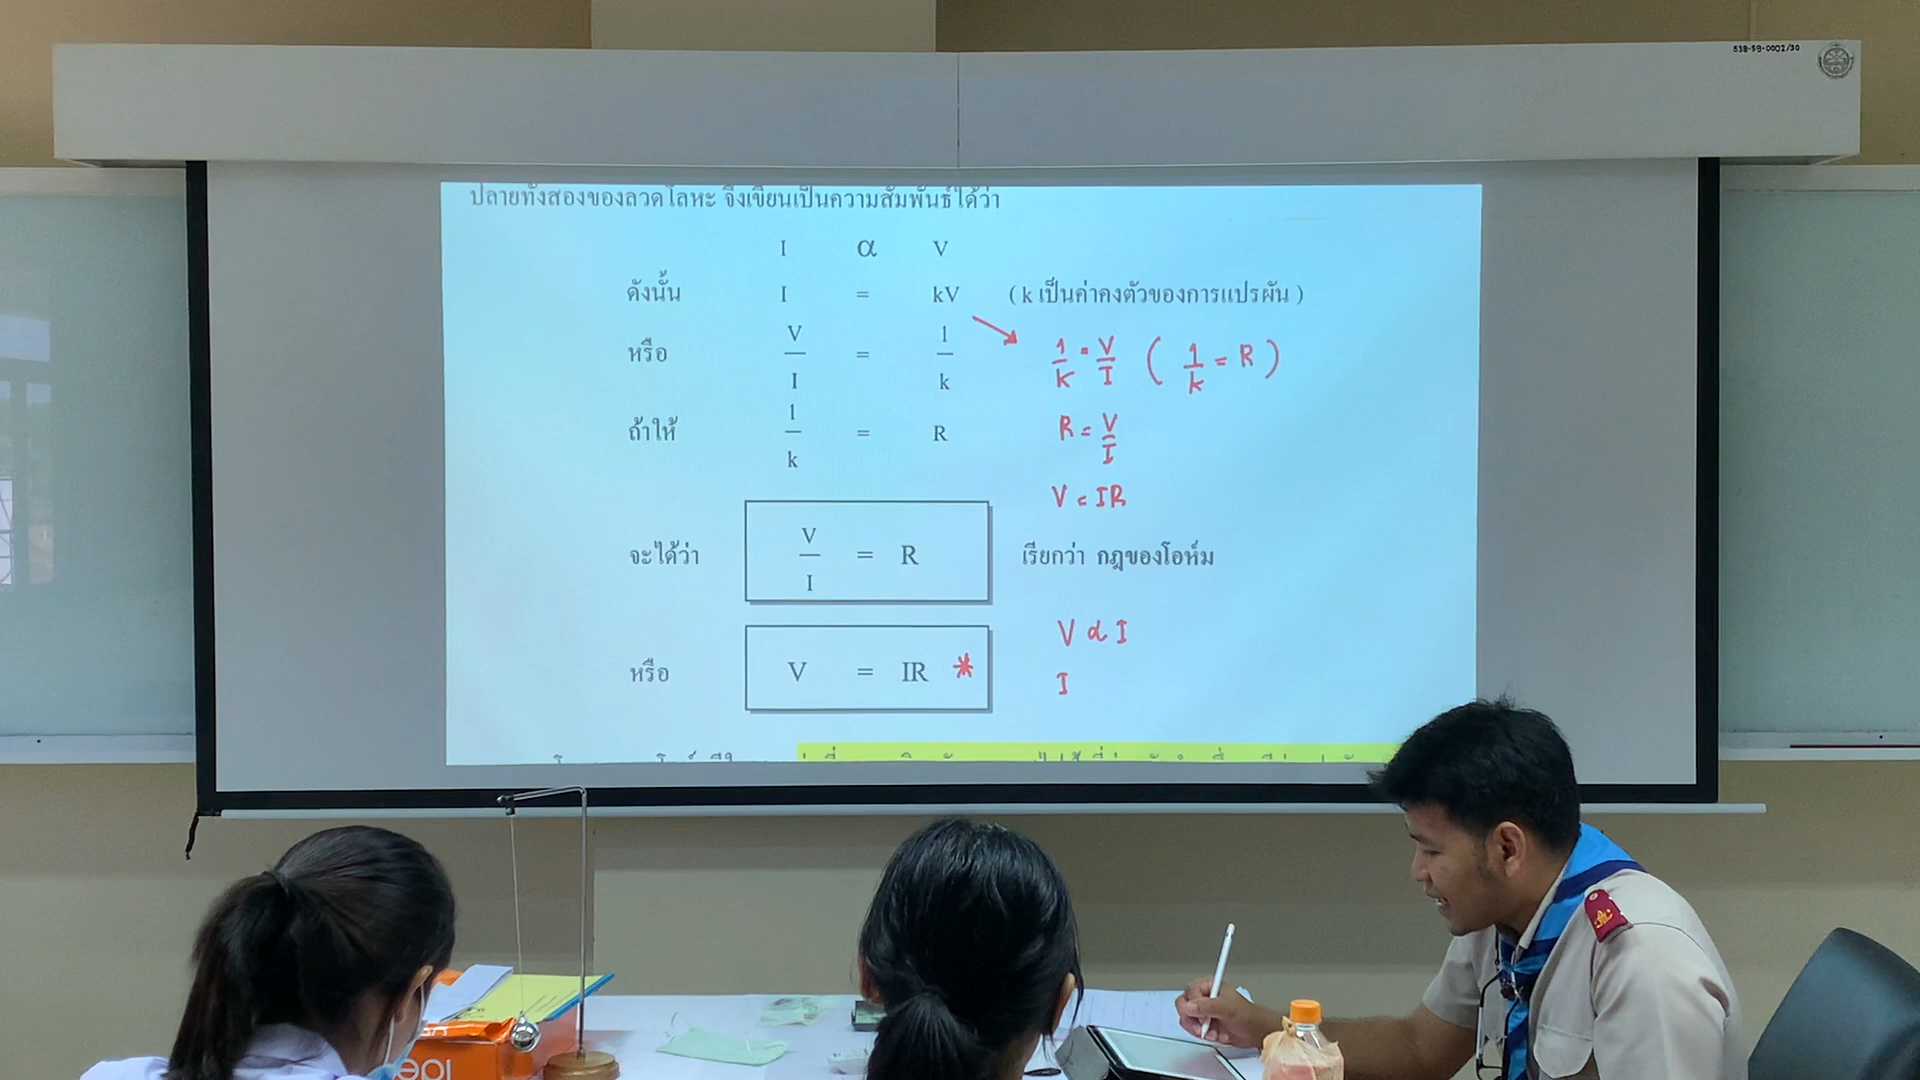 538-59-0002/30
ปลายทั้งสองของลวดโลหะ จึงเขียนเป็นความสัมพันธ์ได้ว่า
I α V
ดังนั้น I = kV ( k เป็นค่าคงตัวของการแปรผัน )
หรือ V/I = 1/k
1/k = V/I ( 1/k = R )
ถ้าให้ 1/k = R
R = V/I
V = IR
จะได้ว่า V/I = R เรียกว่า กฎของโอห์ม
V α I
หรือ V = IR *
I